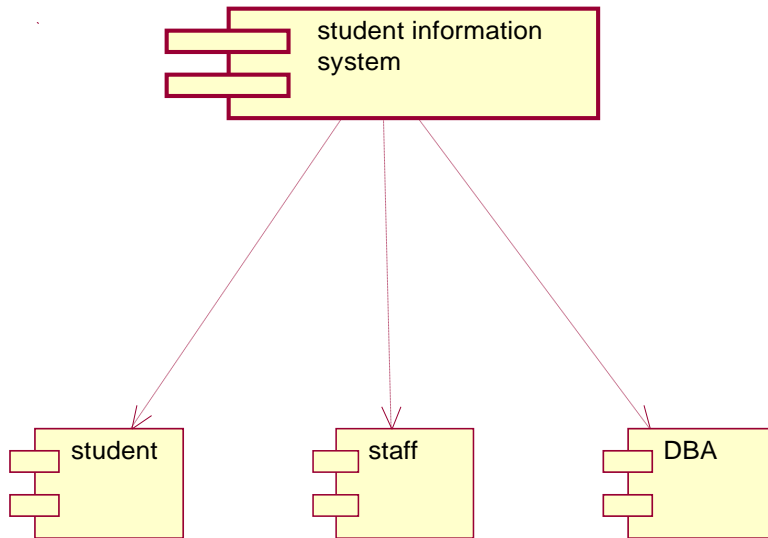 student information
system
student
staff
DBA